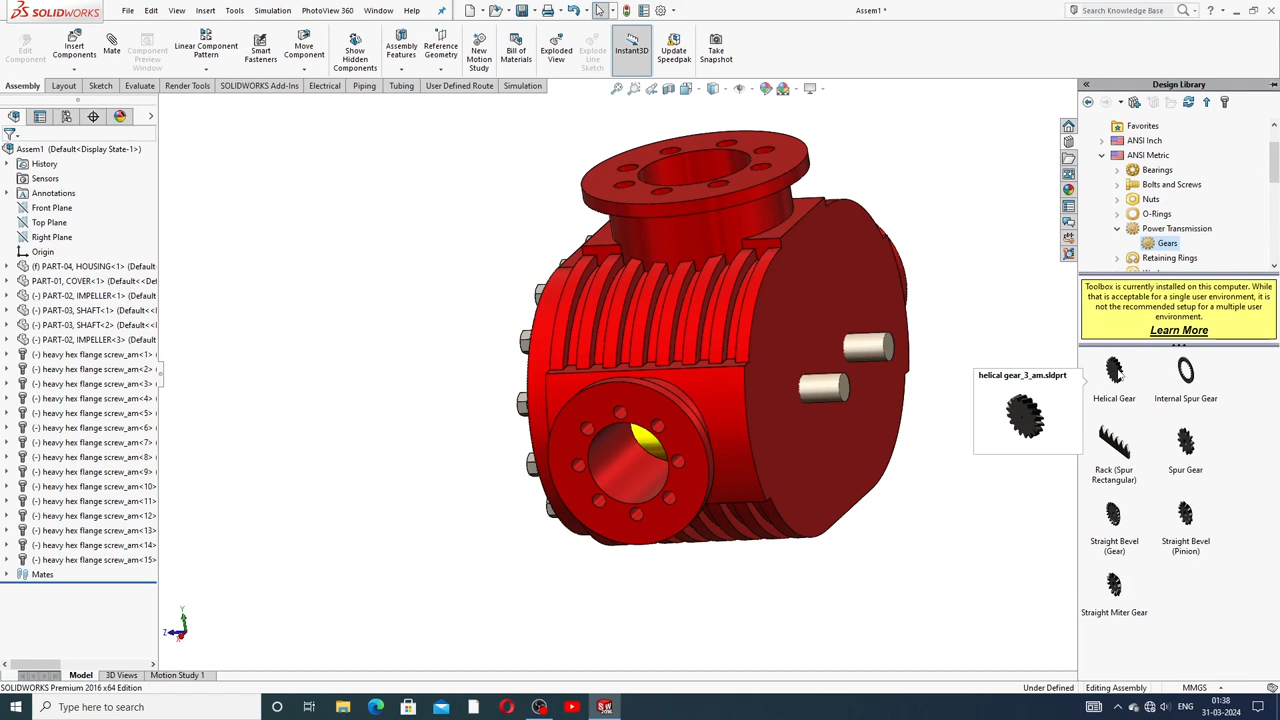 SOLIDWORKS
File Edit View Insert Tools Simulation PhotoView 360 Window Help
Assem1 *
Search Knowledge Base
Edit Component
Insert Components
Mate
Component Preview Window
Linear Component Pattern
Smart Fasteners
Move Component
Show Hidden Components
Assembly Features
Reference Geometry
New Motion Study
Bill of Materials
Exploded View
Explode Line Sketch
Instant3D
Update Speedpak
Take Snapshot
Assembly Layout Sketch Evaluate Render Tools SOLIDWORKS Add-Ins Electrical Piping Tubing User Defined Route Simulation
Assem1 (Default<Display State-1>)
History
Sensors
Annotations
Front Plane
Top Plane
Right Plane
Origin
(f) PART-04, HOUSING<1> (Default
PART-01, COVER<1> (Default<<Def
(-) PART-02, IMPELLER<1> (Default
(-) PART-03, SHAFT<1> (Default<<l
(-) PART-03, SHAFT<2> (Default<<l
(-) PART-02, IMPELLER<3> (Default
(-) heavy hex flange screw_am<1> (
(-) heavy hex flange screw_am<2> (
(-) heavy hex flange screw_am<3> (
(-) heavy hex flange screw_am<4> (
(-) heavy hex flange screw_am<5> (
(-) heavy hex flange screw_am<6> (
(-) heavy hex flange screw_am<7> (
(-) heavy hex flange screw_am<8> (
(-) heavy hex flange screw_am<9> (
(-) heavy hex flange screw_am<10>
(-) heavy hex flange screw_am<11>
(-) heavy hex flange screw_am<12>
(-) heavy hex flange screw_am<13>
(-) heavy hex flange screw_am<14>
(-) heavy hex flange screw_am<15>
Mates
Y
Z
X
Design Library
Favorites
ANSI Inch
ANSI Metric
Bearings
Bolts and Screws
Nuts
O-Rings
Power Transmission
Gears
Retaining Rings
Toolbox is currently installed on this computer. While
that is acceptable for a single user environment, it is
not the recommended setup for a multiple user
environment.
Learn More
helical gear_3_am.sldprt
Helical Gear
Internal Spur Gear
Rack (Spur Rectangular)
Spur Gear
Straight Bevel (Gear)
Straight Bevel (Pinion)
Straight Miter Gear
Model 3D Views Motion Study 1
SOLIDWORKS Premium 2016 x64 Edition
Under Defined Editing Assembly MMGS
Type here to search
ENG
01:38
31-03-2024